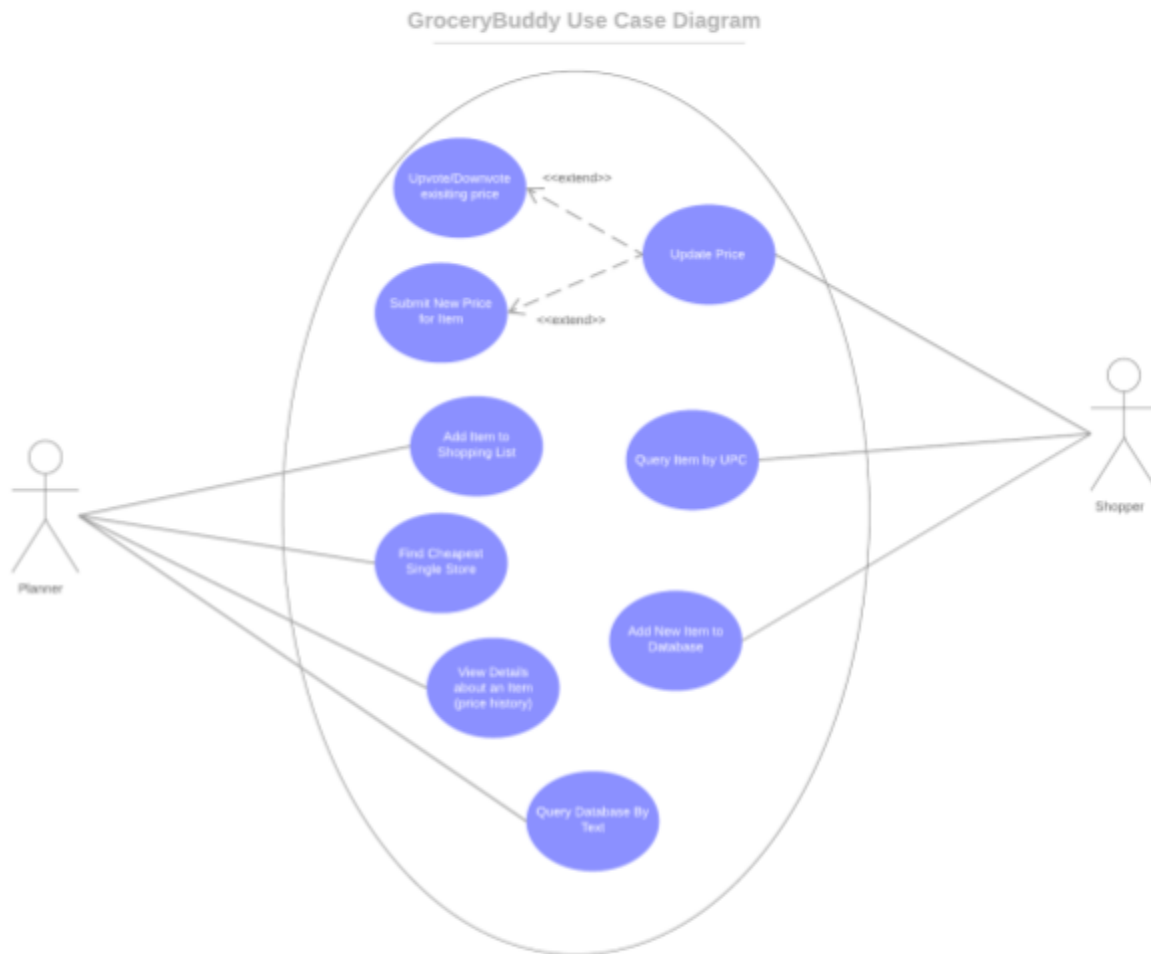 GroceryBuddy Use Case Diagram
Upvote/Downvote
exisiting price
<<extend>>
Update Price
Submit New Price
for Item
<<extend>>
Add Item to
Shopping List
Query Item by UPC
Shopper
Find Cheapest
Single Store
Planner
Add New Item to
Database
View Details
about an Item
(price history)
Query Database By
Text